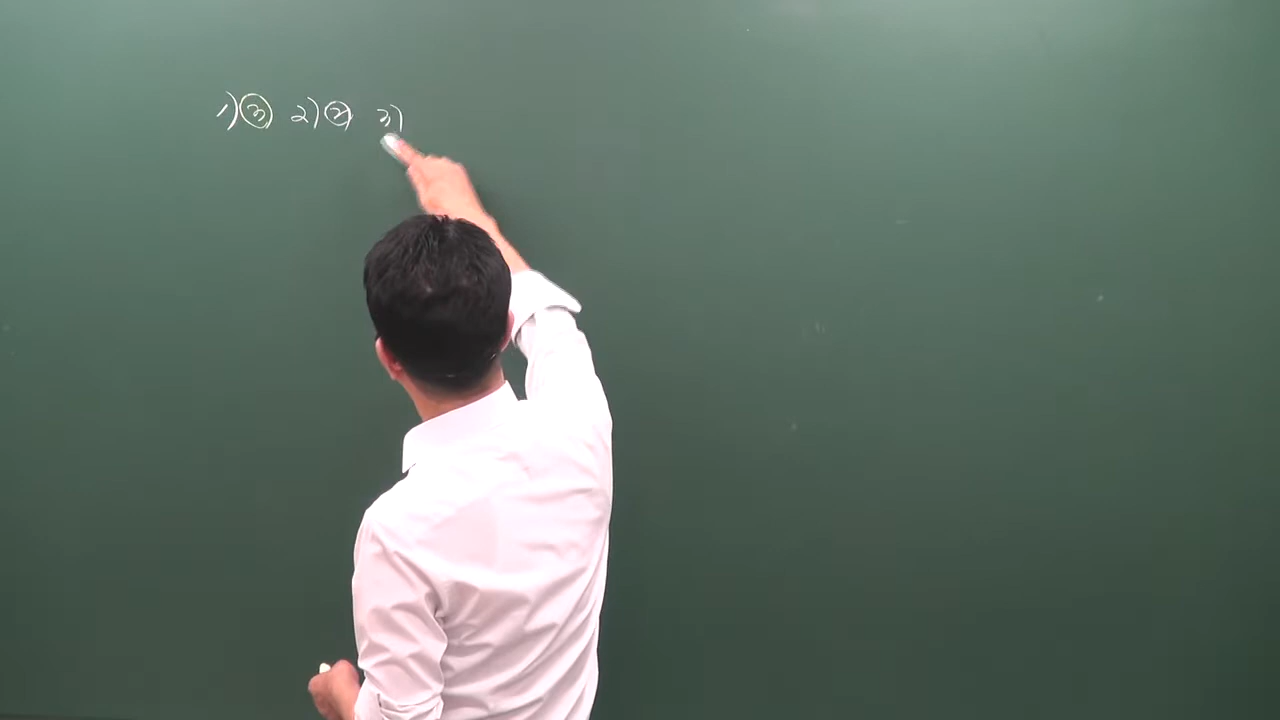 1) ③ 2) ② 3)